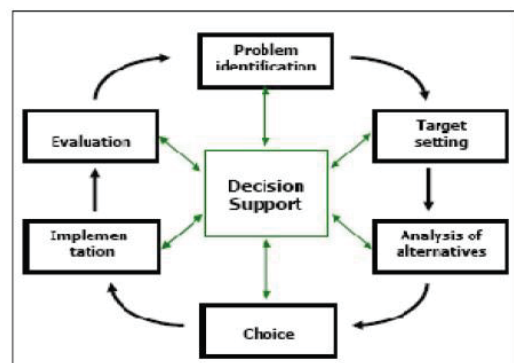 Problem
identification
Target
setting
Analysis of
alternatives
Choice
Implemen
tation
Evaluation
Decision
Support